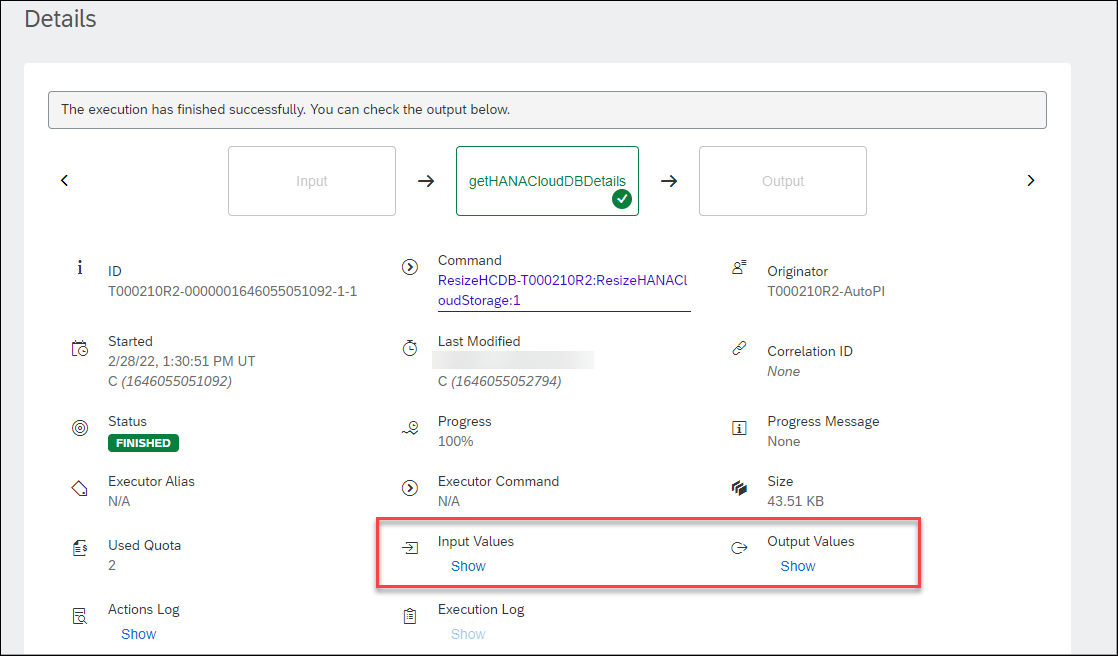 Details
The execution has finished successfully. You can check the output below.
Input
getHANACloudDBDetails
Output
ID
T000210R2-0000001646055051092-1-1
Command
ResizeHCDB-T000210R2:ResizeHANACl
oudStorage:1
Originator
T000210R2-AutoPI
Started
2/28/22, 1:30:51 PM UT
C (1646055051092)
Last Modified
C (1646055052794)
Correlation ID
None
Status
FINISHED
Progress
100%
Progress Message
None
Executor Alias
N/A
Executor Command
N/A
Size
43.51 KB
Used Quota
2
Input Values
Show
Output Values
Show
Actions Log
Show
Execution Log
Show